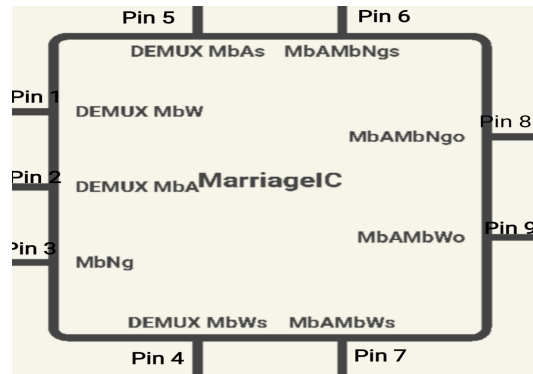 Pin 5 Pin 6
DEMUX MbAs MbAMbNgs
Pin 1
DEMUX MbW
Pin 8
MbAMbNgo
Pin 2
DEMUX MbA
MarriageIC
Pin 9
MbAMbWo
Pin 3
MbNg
DEMUX MbWs MbAMbWs
Pin 4 Pin 7